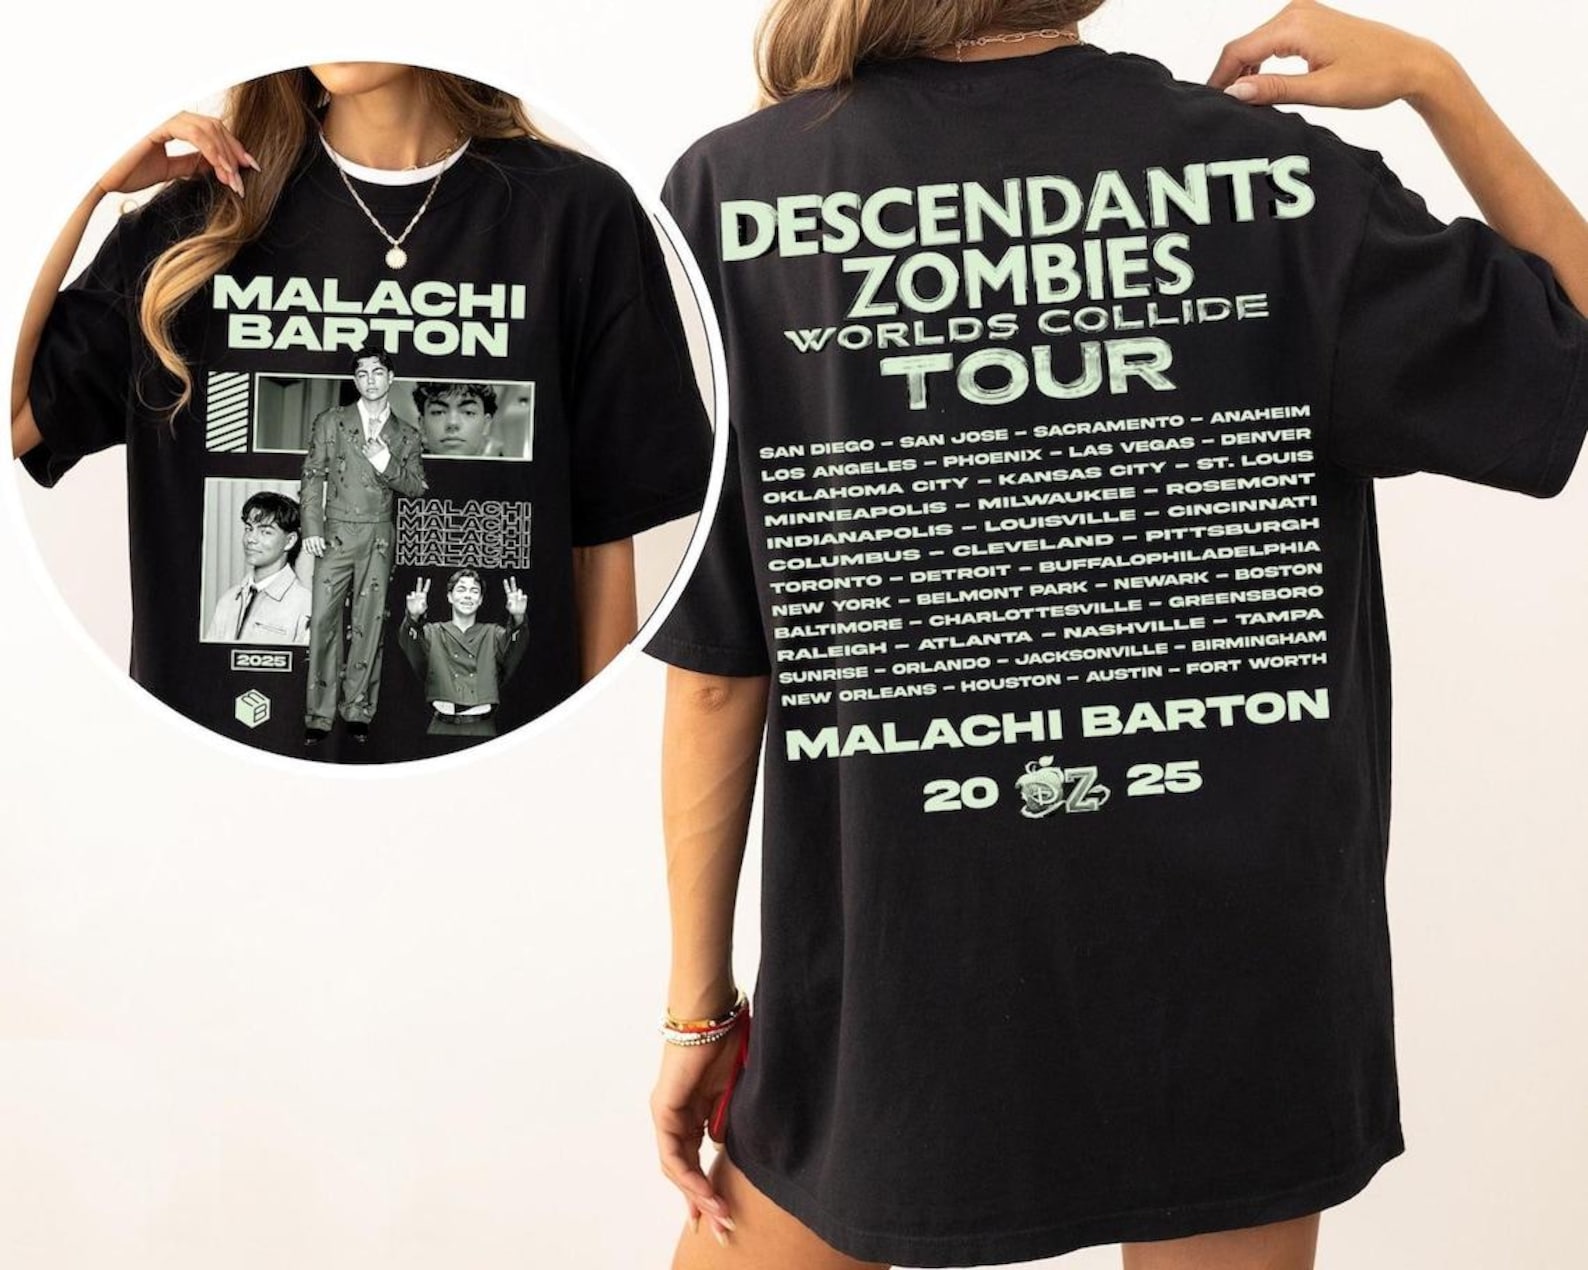 MALACHI
BARTON
MALACHI
MALACHI
MALACHI
MALACHI
MALACHI
2025
MB
DESCENDANTS
ZOMBIES
WORLDS COLLIDE
TOUR
SAN DIEGO – SAN JOSE – SACRAMENTO – ANAHEIM
LOS ANGELES – PHOENIX – LAS VEGAS – DENVER
OKLAHOMA CITY – KANSAS CITY – ST. LOUIS
MINNEAPOLIS – MILWAUKEE – ROSEMONT
INDIANAPOLIS – LOUISVILLE – CINCINNATI
COLUMBUS – CLEVELAND – PITTSBURGH
TORONTO – DETROIT – BUFFALOPHILADELPHIA
NEW YORK – BELMONT PARK – NEWARK – BOSTON
BALTIMORE – CHARLOTTESVILLE – GREENSBORO
RALEIGH – ATLANTA – NASHVILLE – TAMPA
SUNRISE – ORLANDO – JACKSONVILLE – BIRMINGHAM
NEW ORLEANS – HOUSTON – AUSTIN – FORT WORTH
MALACHI BARTON
20 DZ 25